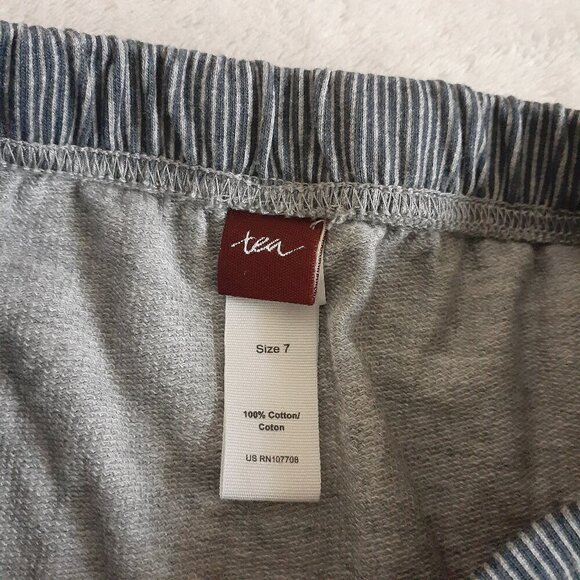 tea
Size 7
100% Cotton/
Coton
US RN107708